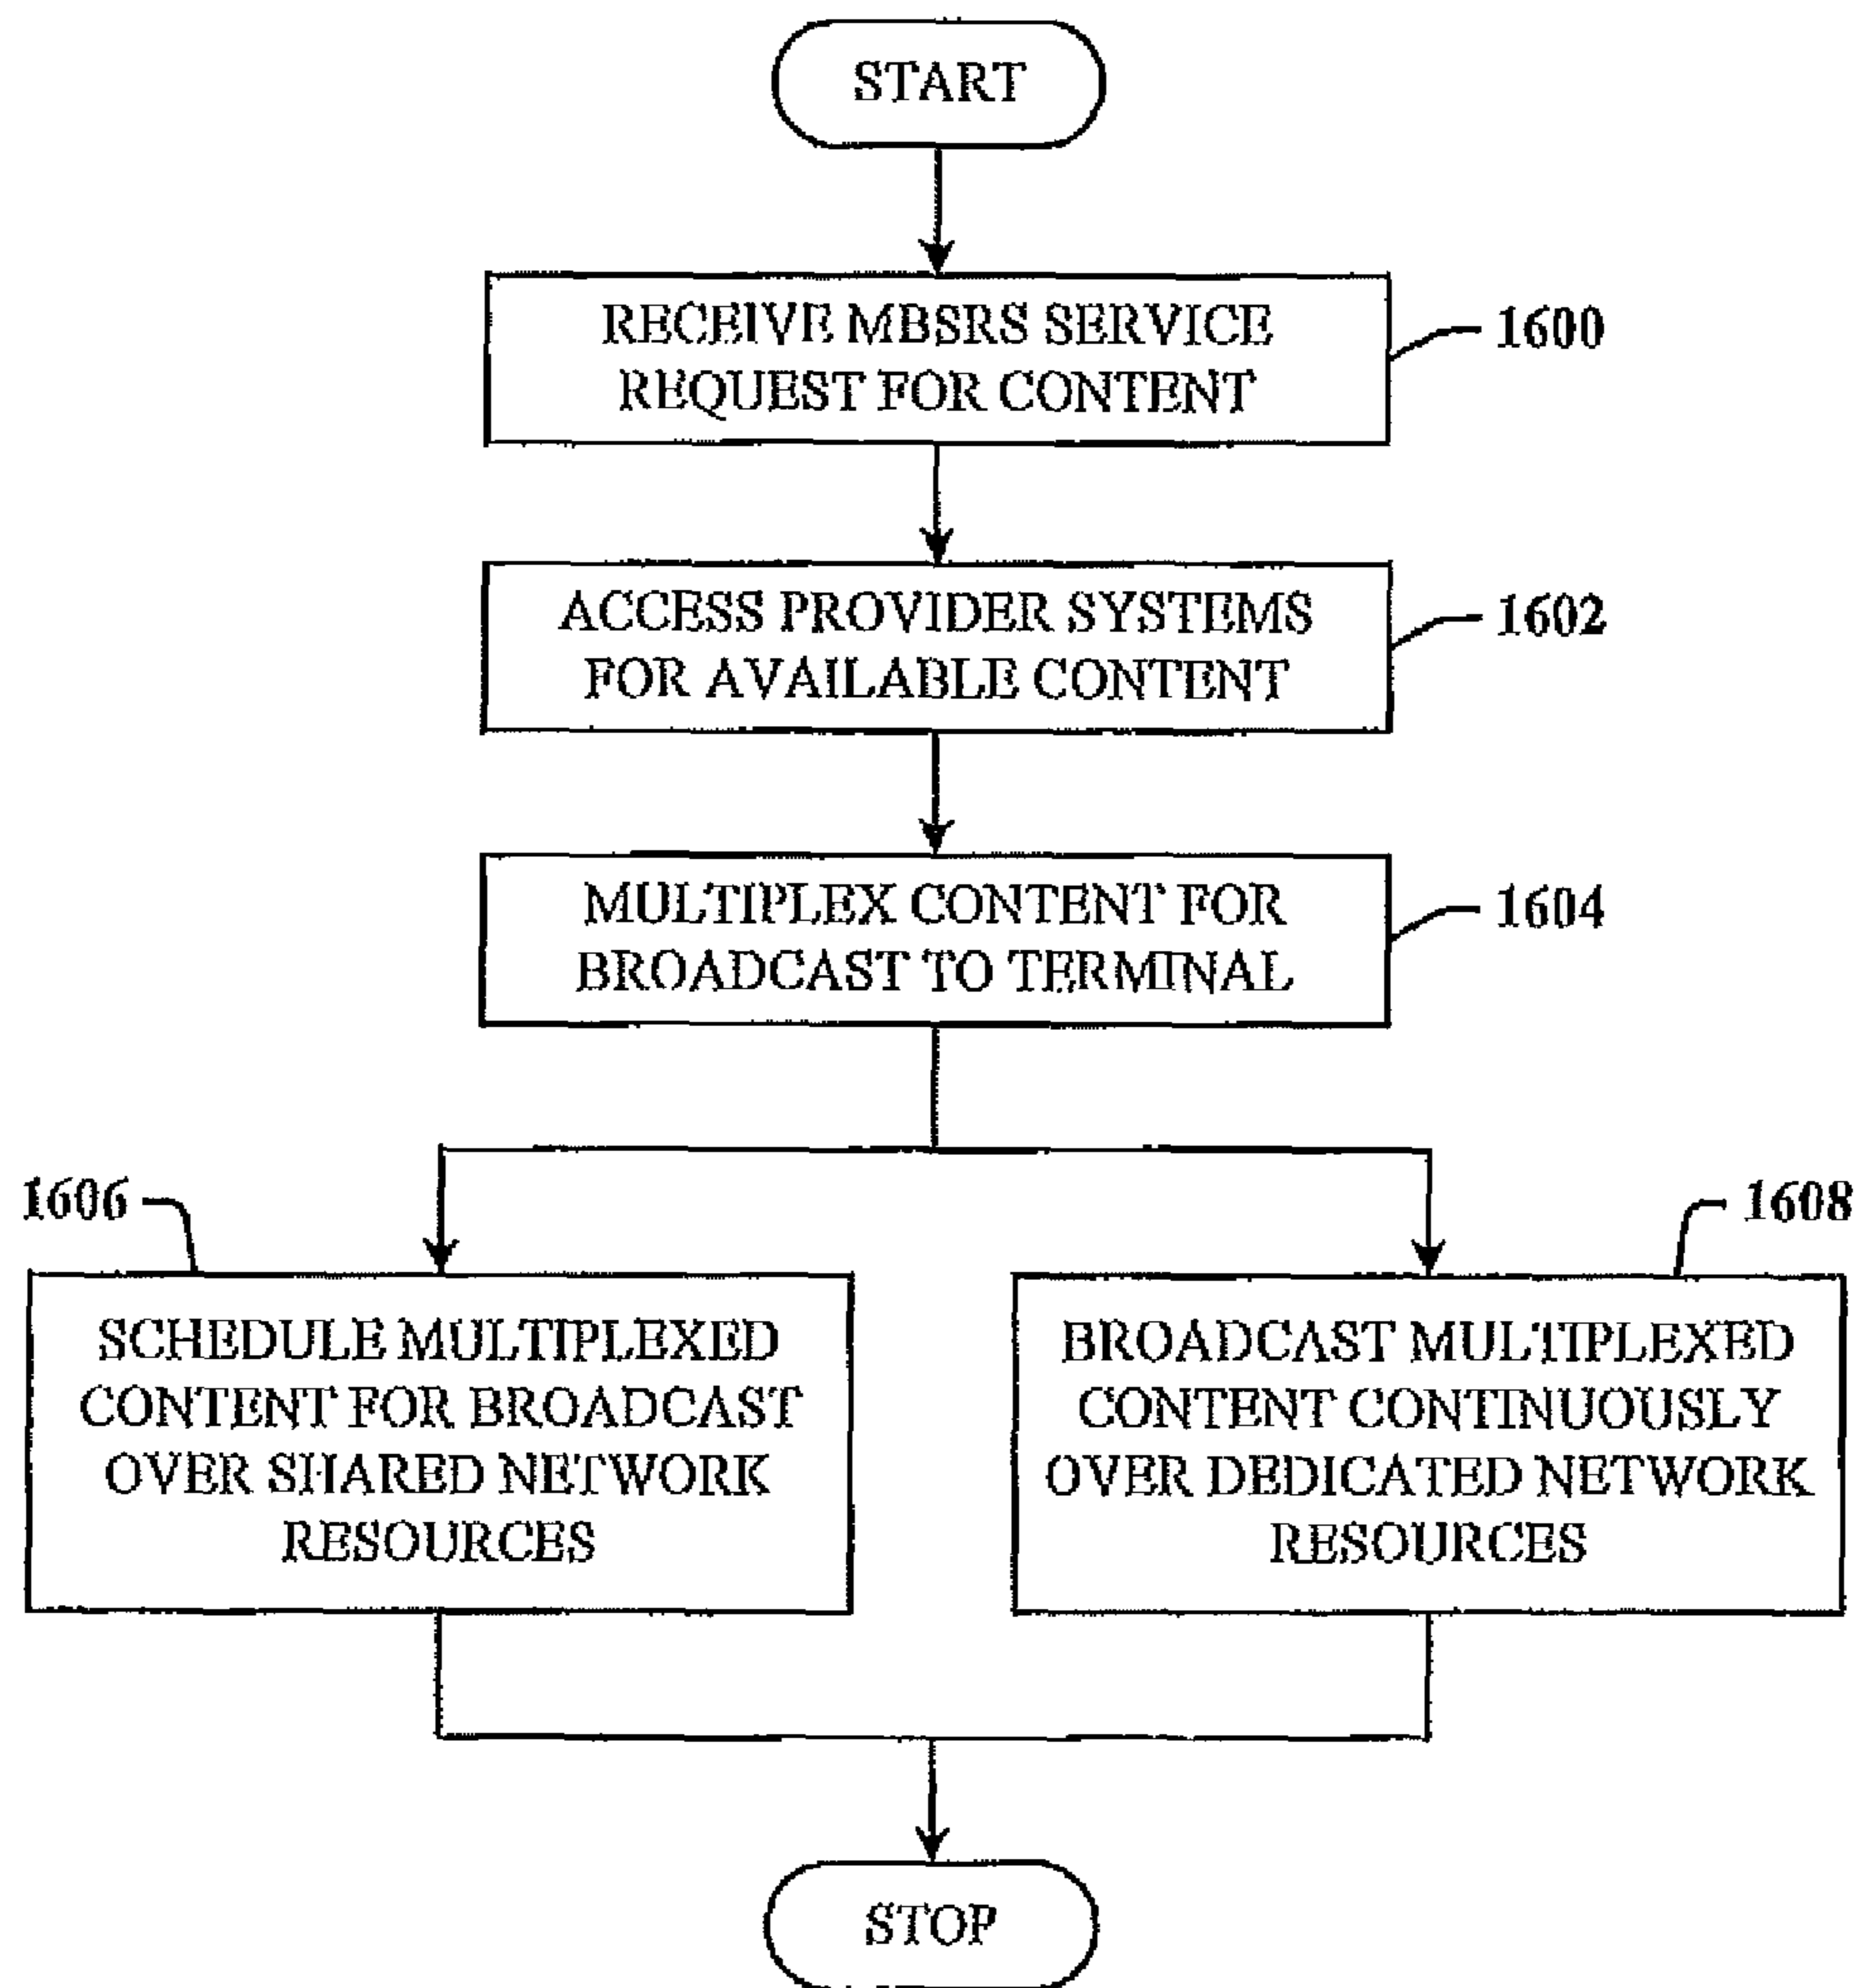 START
RECEIVE MBSRS SERVICE
REQUEST FOR CONTENT
1600
ACCESS PROVIDER SYSTEMS
FOR AVAILABLE CONTENT
1602
MULTIPLEX CONTENT FOR
BROADCAST TO TERMINAL
1604
1606
SCHEDULE MULTIPLEXED
CONTENT FOR BROADCAST
OVER SHARED NETWORK
RESOURCES
1608
BROADCAST MULTIPLEXED
CONTENT CONTINUOUSLY
OVER DEDICATED NETWORK
RESOURCES
STOP